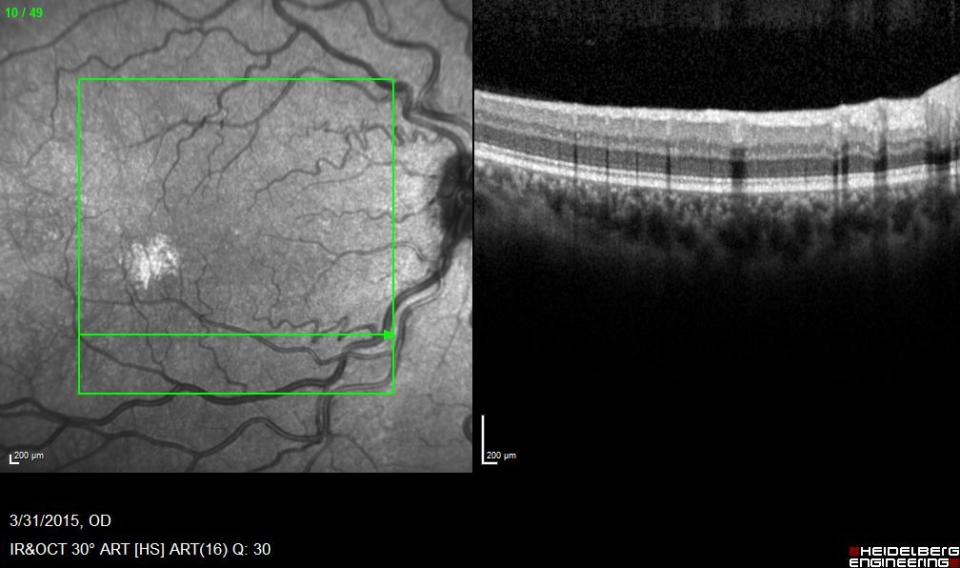 10 / 49
200 µm
200 µm
3/31/2015, OD
IR&OCT 30° ART [HS] ART(16) Q: 30
HEIDELBERG
ENGINEERING